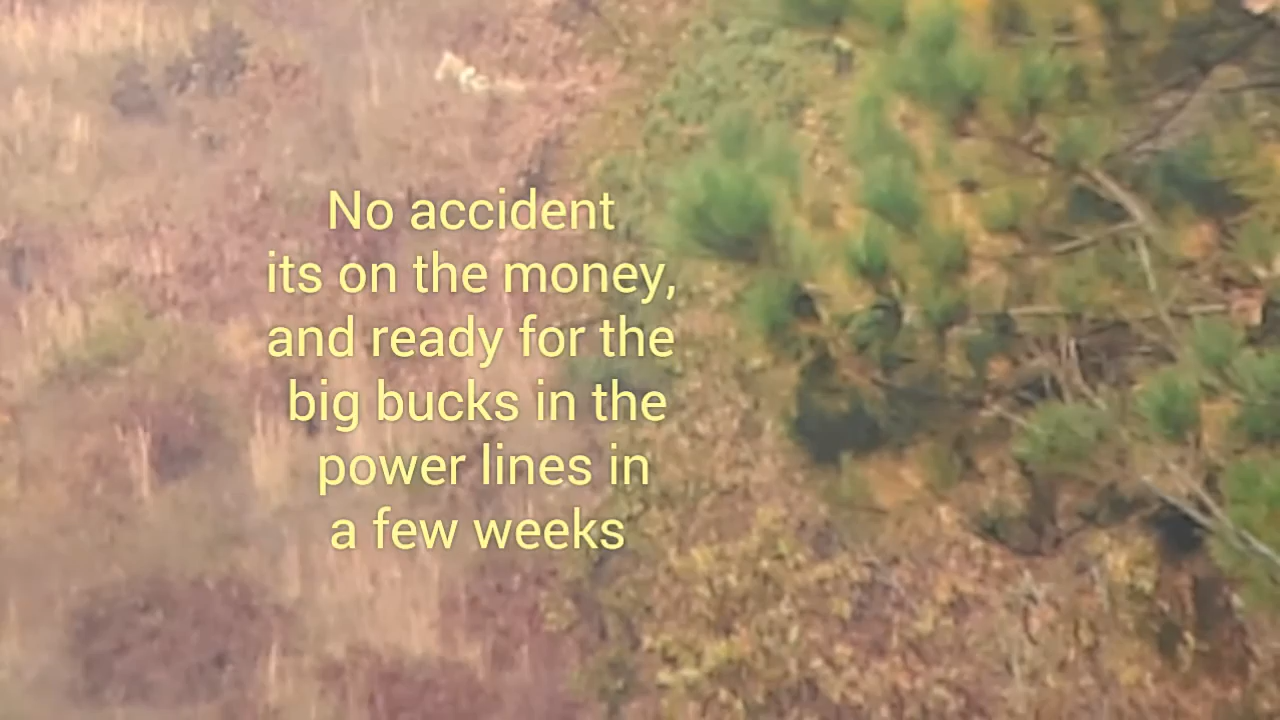 No accident
its on the money,
and ready for the
big bucks in the
power lines in
a few weeks